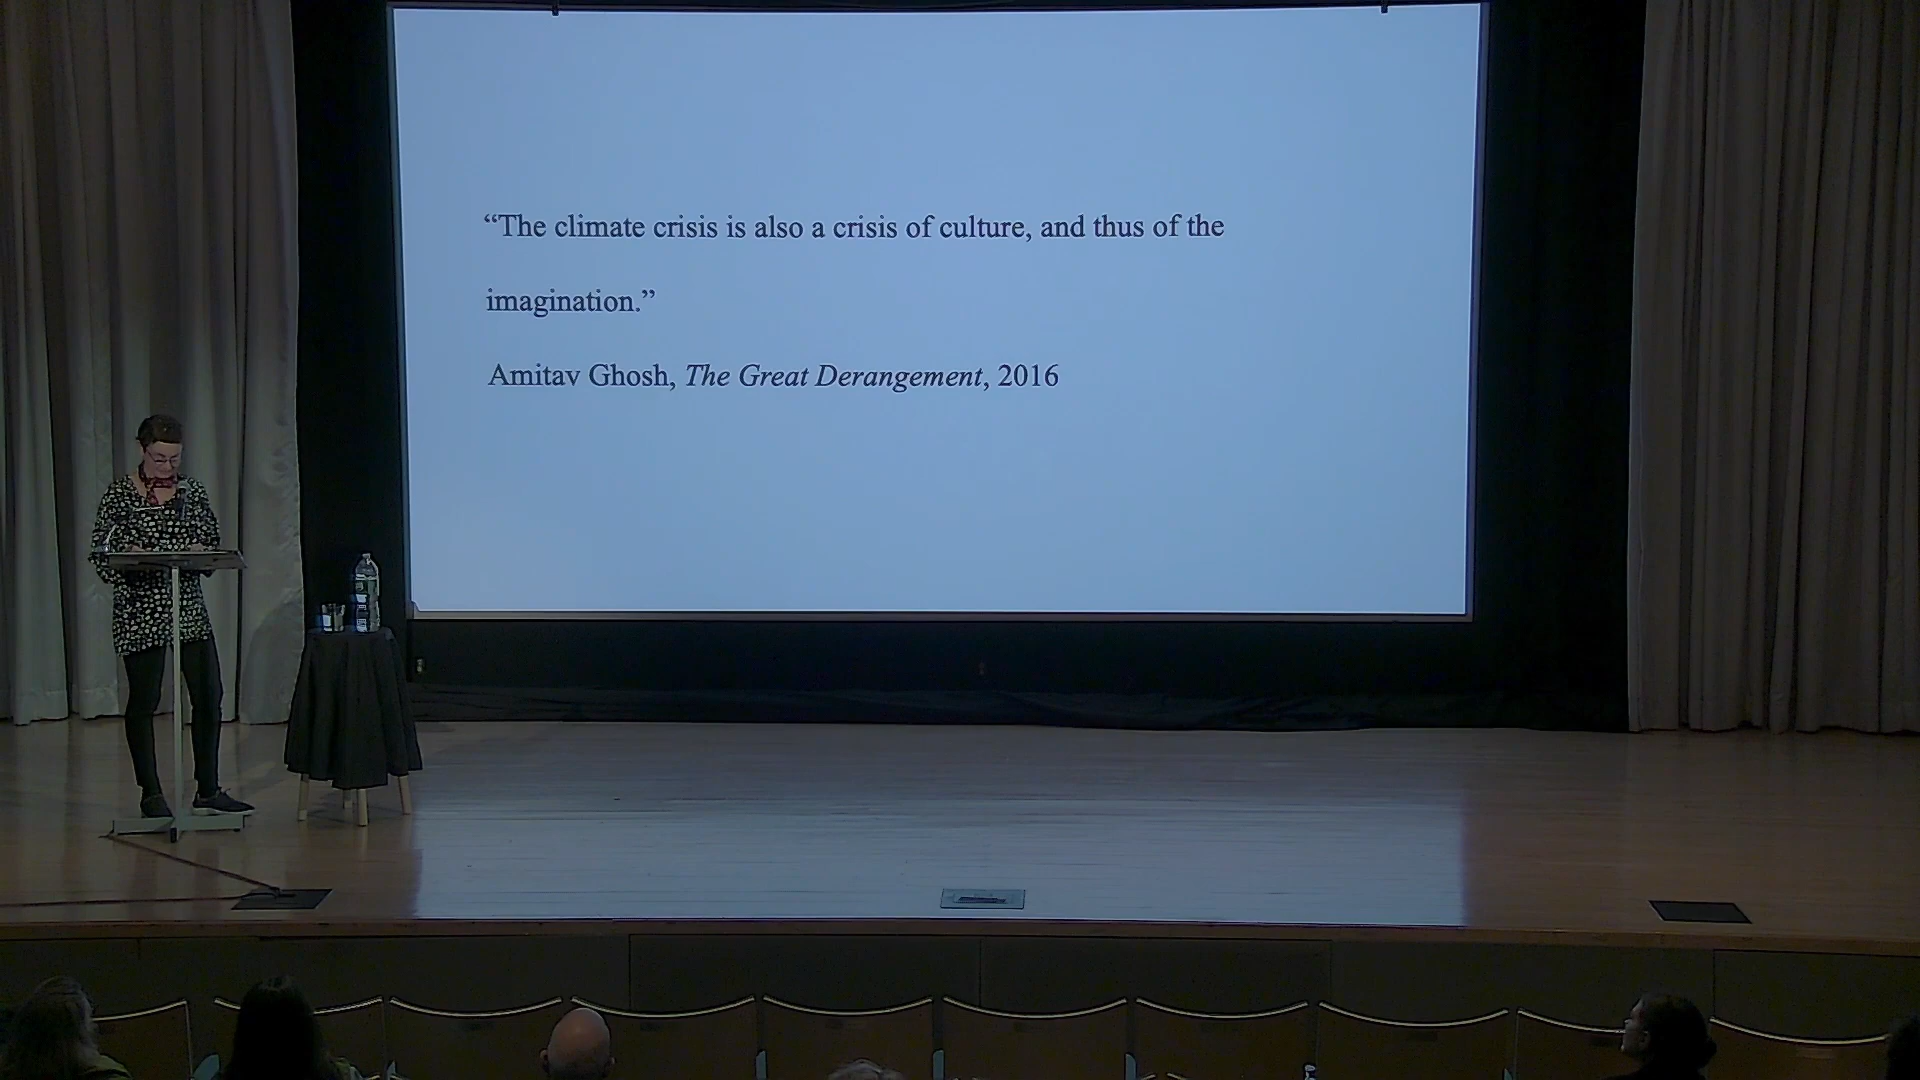 “The climate crisis is also a crisis of culture, and thus of the
imagination.”
Amitav Ghosh, The Great Derangement, 2016